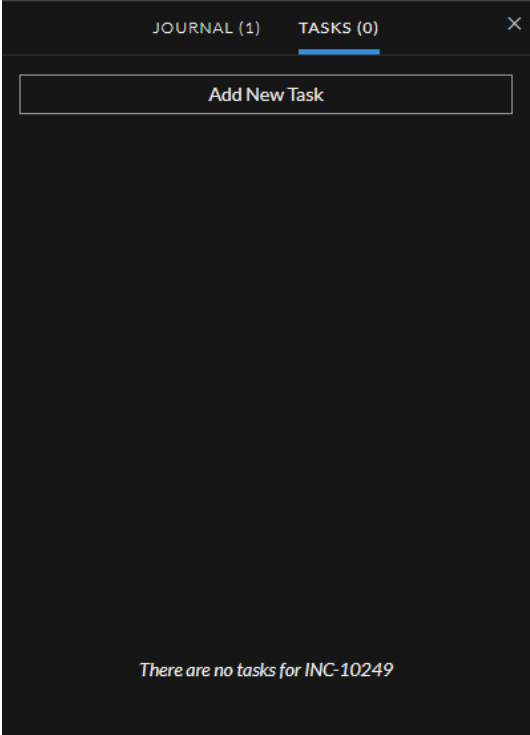 JOURNAL (1) TASKS (0) ×
Add New Task
There are no tasks for INC-10249